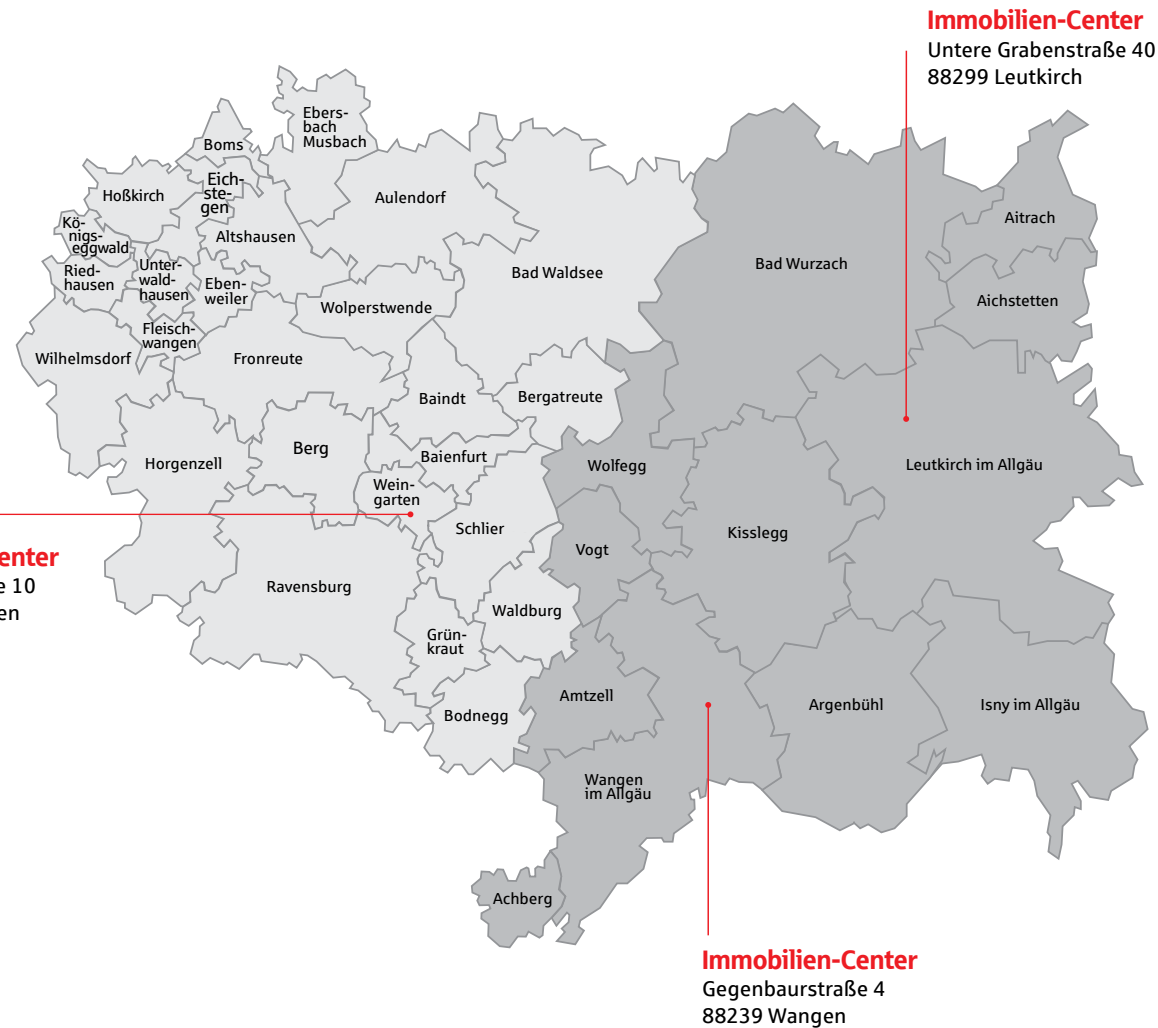 Immobilien-Center
Untere Grabenstraße 40
88299 Leutkirch
Ebers-
bach
Musbach
Boms
Eich-
ste-
gen
Hoßkirch
Aulendorf
Kö-
nigs-
eggwald
Altshausen
Aitrach
Bad Wurzach
Bad Waldsee
Ried-
hausen
Unter-
wald-
hausen
Eben-
weiler
Aichstetten
Wolperstwende
Fleisch-
wangen
Wilhelmsdorf
Fronreute
Baindt
Bergatreute
Berg
Baienfurt
Horgenzell
Wolfegg
Leutkirch im Allgäu
Wein-
garten
Schlier
Kisslegg
Vogt
enter
e 10
en
Ravensburg
Waldburg
Grün-
kraut
Amtzell
Argenbühl
Isny im Allgäu
Bodnegg
Wangen
im Allgäu
Achberg
Immobilien-Center
Gegenbaurstraße 4
88239 Wangen